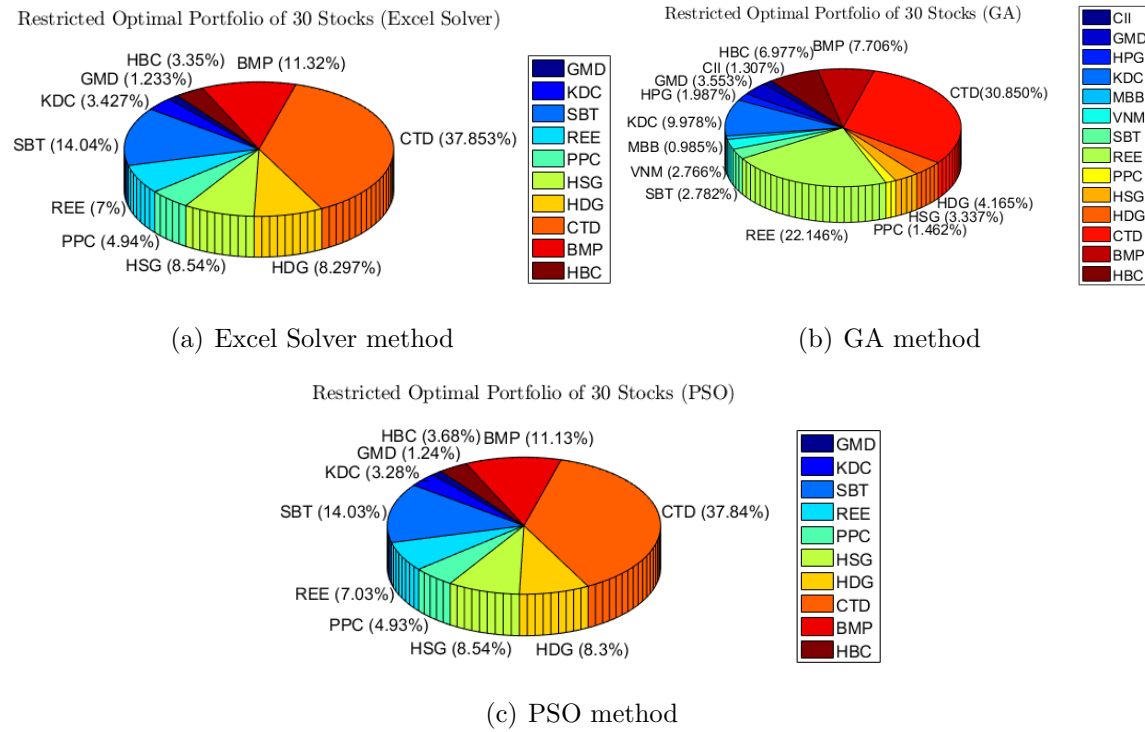 Restricted Optimal Portfolio of 30 Stocks (Excel Solver)
HBC (3.35%)
BMP (11.32%)
GMD (1.233%)
KDC (3.427%)
CTD (37.853%)
SBT (14.04%)
REE (7%)
PPC (4.94%)
HSG (8.54%)
HDG (8.297%)
GMD
KDC
SBT
REE
PPC
HSG
HDG
CTD
BMP
HBC
(a) Excel Solver method
Restricted Optimal Portfolio of 30 Stocks (GA)
HBC (6.977%)
BMP (7.706%)
CII (1.307%)
GMD (3.553%)
CTD(30.850%)
HPG (1.987%)
KDC (9.978%)
MBB (0.985%)
VNM (2.766%)
SBT (2.782%)
HDG (4.165%)
HSG (3.337%)
PPC (1.462%)
REE (22.146%)
CII
GMD
HPG
KDC
MBB
VNM
SBT
REE
PPC
HSG
HDG
CTD
BMP
HBC
(b) GA method
Restricted Optimal Portfolio of 30 Stocks (PSO)
HBC (3.68%)
BMP (11.13%)
GMD (1.24%)
KDC (3.28%
SBT (14.03%)
CTD (37.84%)
REE (7.03%)
PPC (4.93%)
HSG (8.54%)
HDG (8.3%)
GMD
KDC
SBT
REE
PPC
HSG
HDG
CTD
BMP
HBC
(c) PSO method